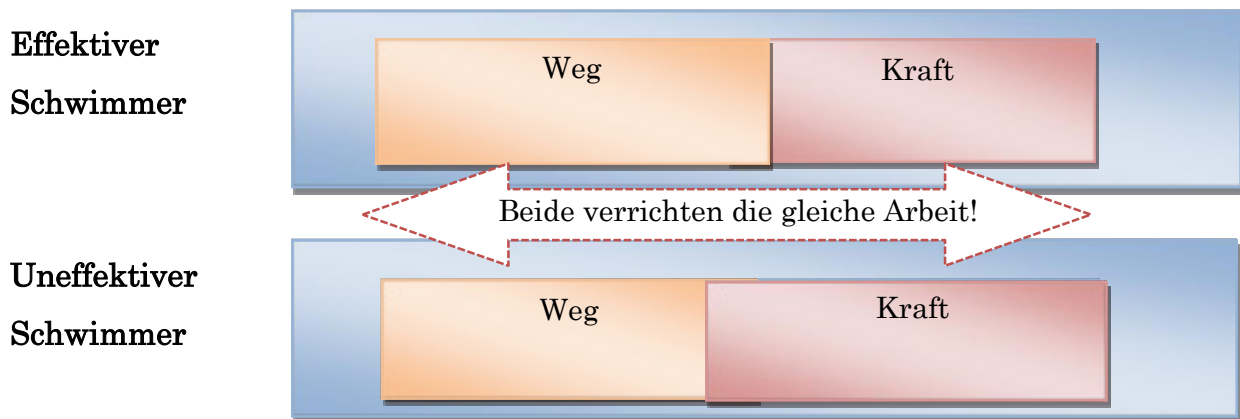 Effektiver
Schwimmer
Weg
Kraft
Beide verrichten die gleiche Arbeit!
Uneffektiver
Schwimmer
Weg
Kraft